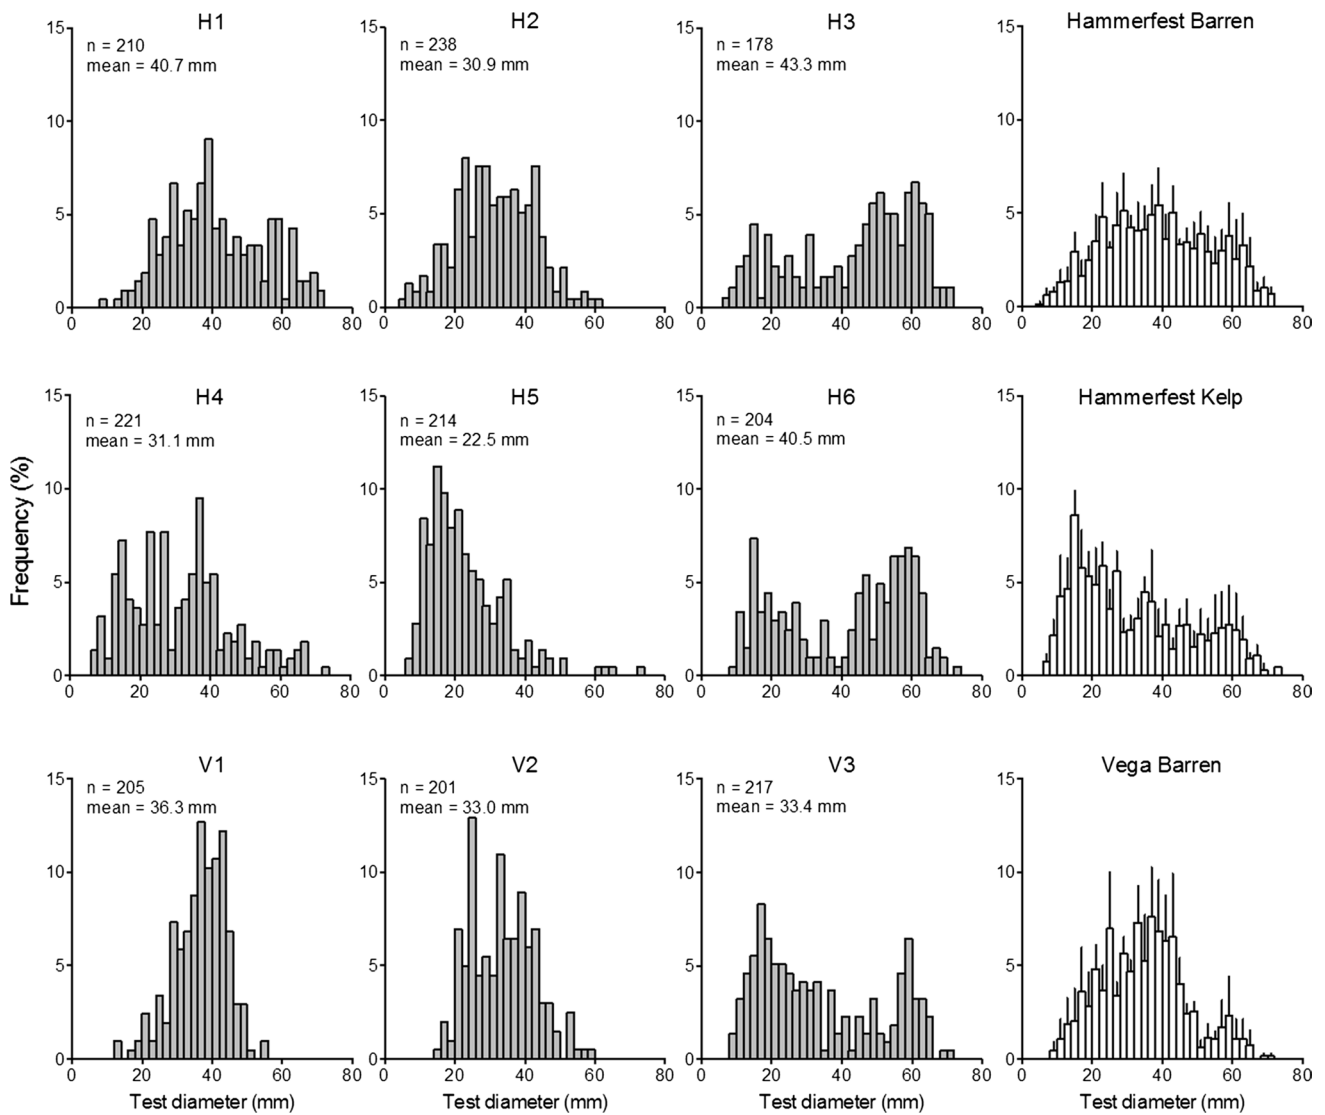 H1
n = 210
mean = 40.7 mm
15
10
5
0
0 20 40 60 80
H2
n = 238
mean = 30.9 mm
15
10
5
0
0 20 40 60 80
H3
n = 178
mean = 43.3 mm
15
10
5
0
0 20 40 60 80
Hammerfest Barren
15
10
5
0
0 20 40 60 80
Frequency (%)
H4
n = 221
mean = 31.1 mm
15
10
5
0
0 20 40 60 80
H5
n = 214
mean = 22.5 mm
15
10
5
0
0 20 40 60 80
H6
n = 204
mean = 40.5 mm
15
10
5
0
0 20 40 60 80
Hammerfest Kelp
15
10
5
0
0 20 40 60 80
V1
n = 205
mean = 36.3 mm
15
10
5
0
0 20 40 60 80
Test diameter (mm)
V2
n = 201
mean = 33.0 mm
15
10
5
0
0 20 40 60 80
Test diameter (mm)
V3
n = 217
mean = 33.4 mm
15
10
5
0
0 20 40 60 80
Test diameter (mm)
Vega Barren
15
10
5
0
0 20 40 60 80
Test diameter (mm)